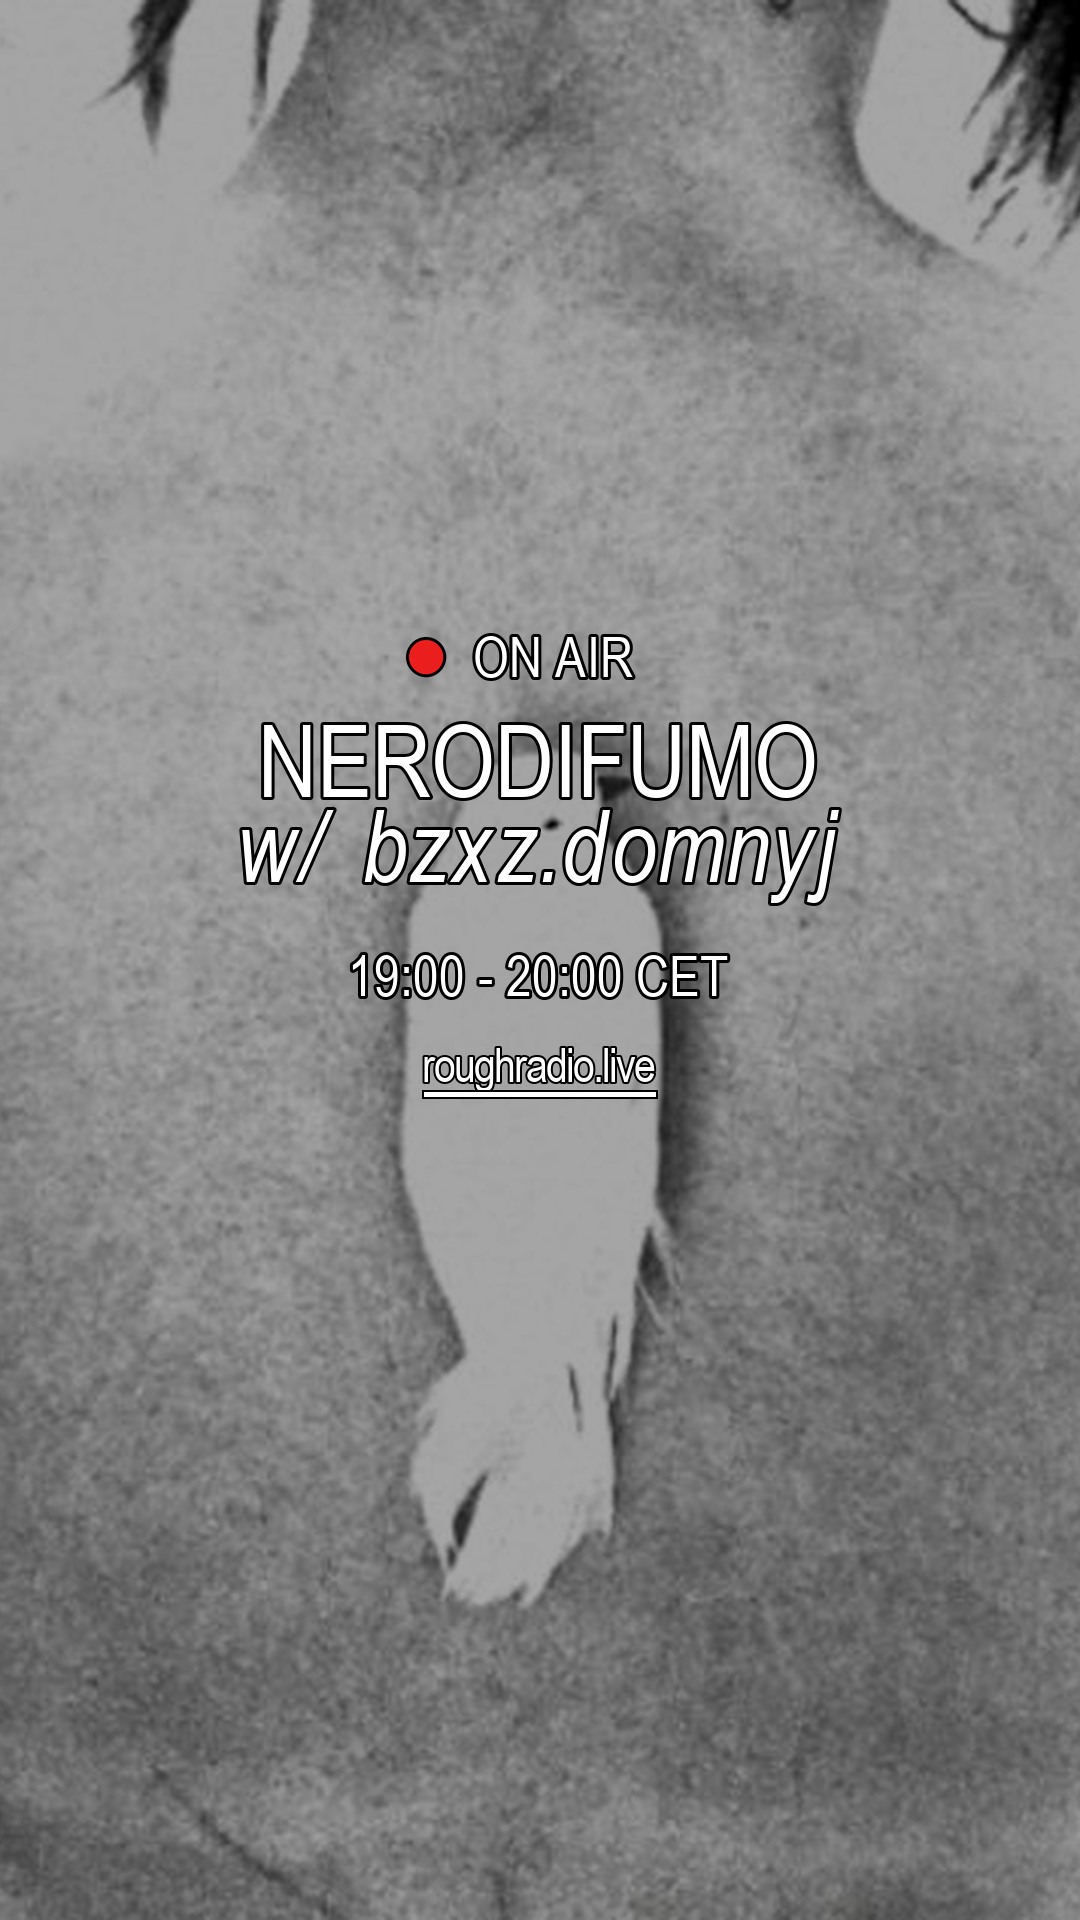 ON AIR
NERODIFUMO
w/ bzxz.domnyj
19:00 - 20:00 CET
roughradio.live